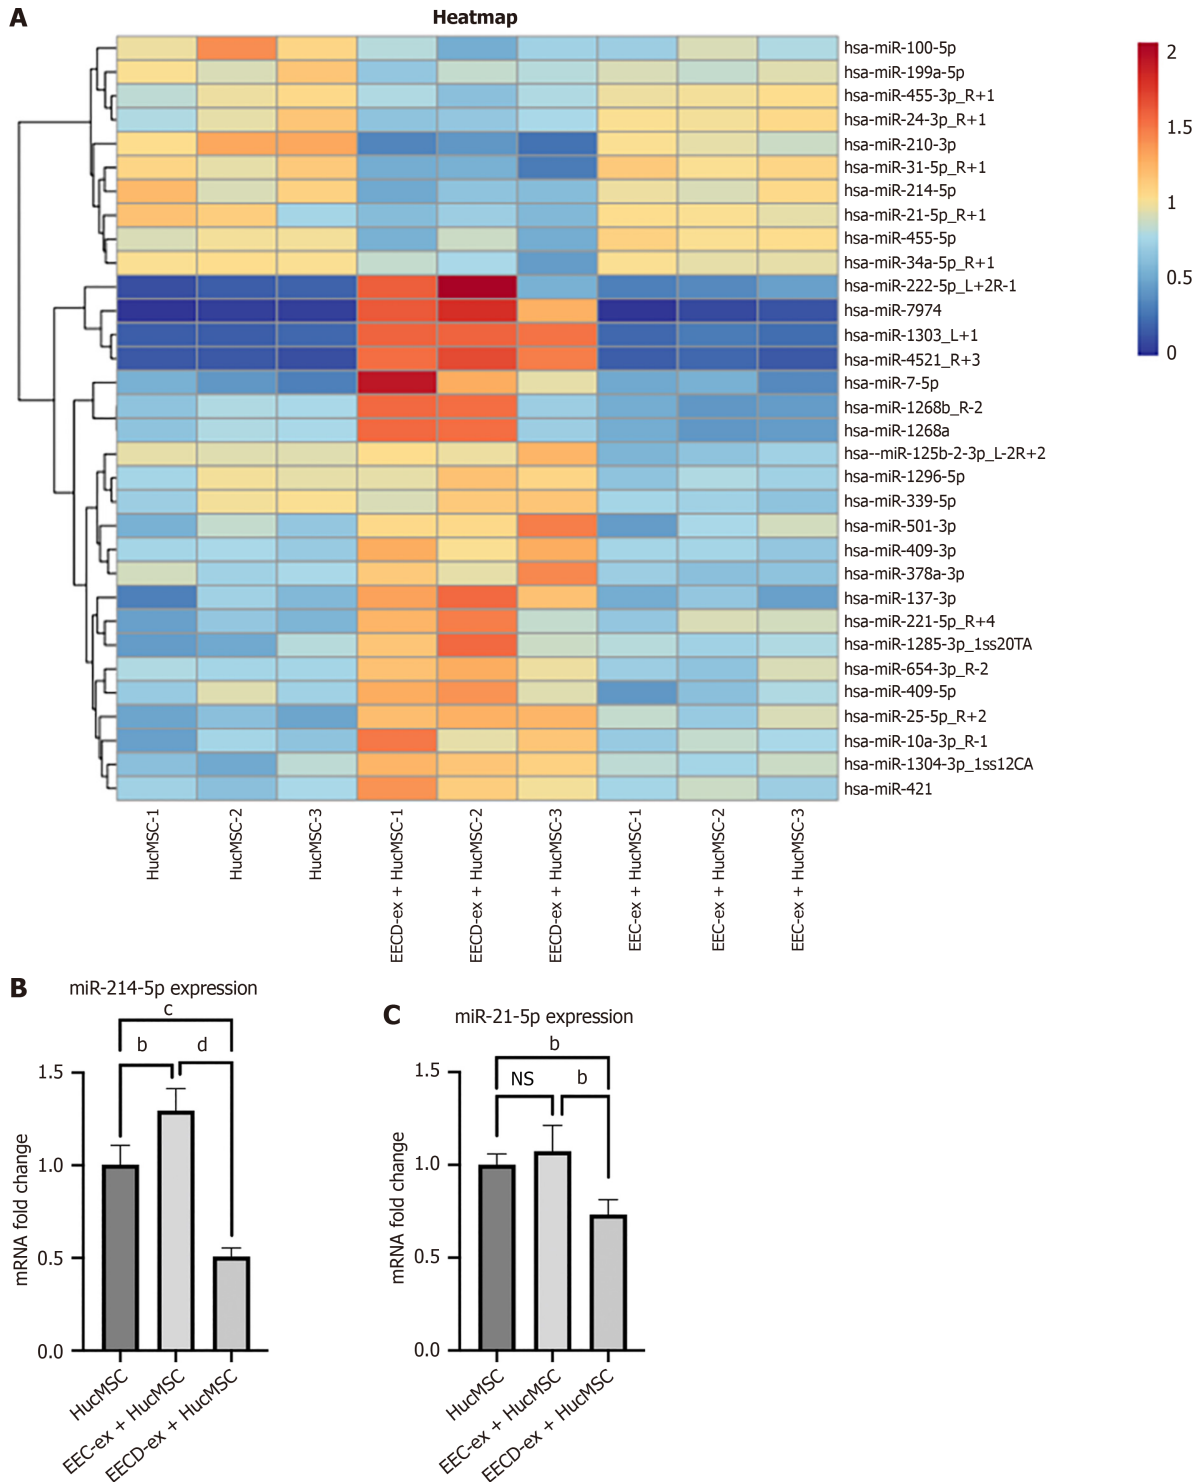 A
Heatmap
hsa-miR-100-5p
hsa-miR-199a-5p
hsa-miR-455-3p_R+1
hsa-miR-24-3p_R+1
hsa-miR-210-3p
hsa-miR-31-5p_R+1
hsa-miR-214-5p
hsa-miR-21-5p_R+1
hsa-miR-455-5p
hsa-miR-34a-5p_R+1
hsa-miR-222-5p_L+2R-1
hsa-miR-7974
hsa-miR-1303_L+1
hsa-miR-4521_R+3
hsa-miR-7-5p
hsa-miR-1268b_R-2
hsa-miR-1268a
hsa--miR-125b-2-3p_L-2R+2
hsa-miR-1296-5p
hsa-miR-339-5p
hsa-miR-501-3p
hsa-miR-409-3p
hsa-miR-378a-3p
hsa-miR-137-3p
hsa-miR-221-5p_R+4
hsa-miR-1285-3p_1ss20TA
hsa-miR-654-3p_R-2
hsa-miR-409-5p
hsa-miR-25-5p_R+2
hsa-miR-10a-3p_R-1
hsa-miR-1304-3p_1ss12CA
hsa-miR-421
2
1.5
1
0.5
0
HucMSC-1
HucMSC-2
HucMSC-3
EECD-ex + HucMSC-1
EECD-ex + HucMSC-2
EECD-ex + HucMSC-3
EEC-ex + HucMSC-1
EEC-ex + HucMSC-2
EEC-ex + HucMSC-3
B
miR-214-5p expression
c
b
d
mRNA fold change
1.5
1.0
0.5
0.0
HucMSC
EEC-ex + HucMSC
EECD-ex + HucMSC
C
miR-21-5p expression
b
NS
b
mRNA fold change
1.5
1.0
0.5
0.0
HucMSC
EEC-ex + HucMSC
EECD-ex + HucMSC